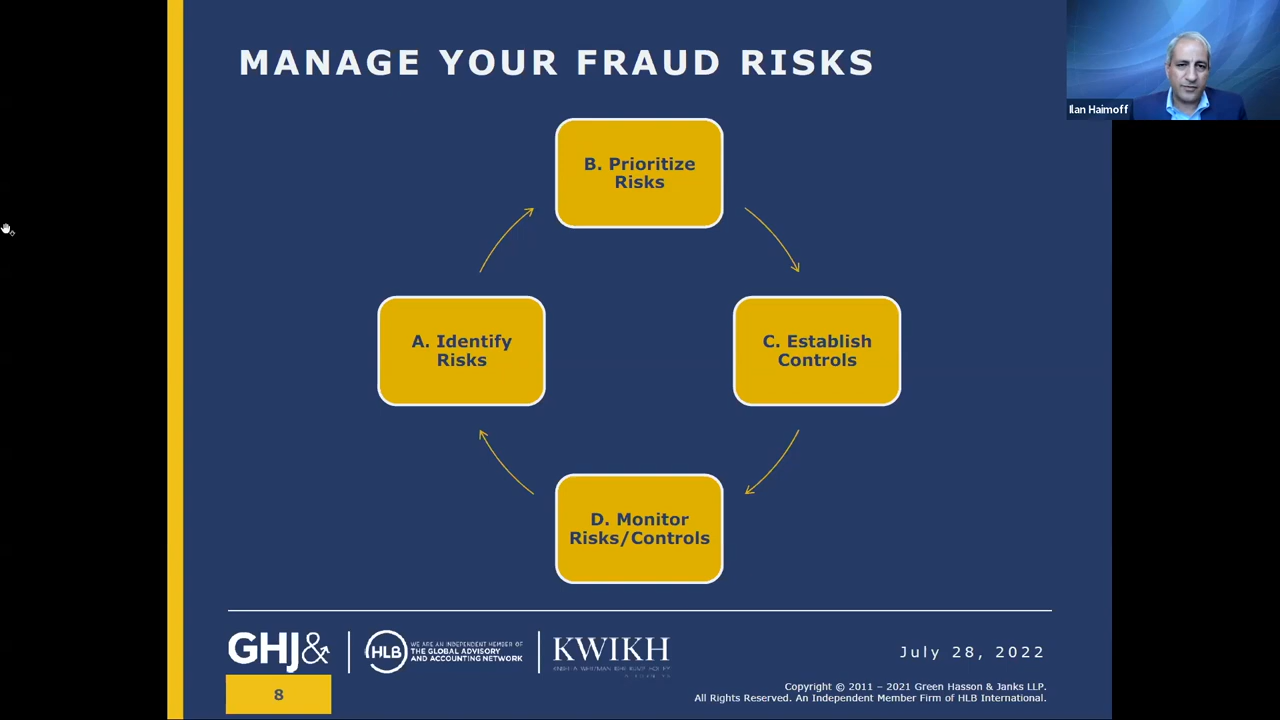 MANAGE YOUR FRAUD RISKS
Ilan Haimoff
B. Prioritize
Risks
A. Identify
Risks
C. Establish
Controls
D. Monitor
Risks/Controls
GHJ&
HLB
WE ARE AN INDEPENDENT MEMBER OF
THE GLOBAL ADVISORY
AND ACCOUNTING NETWORK
KWIKH
July 28, 2022
8
Copyright © 2011 – 2021 Green Hasson & Janks LLP.
All Rights Reserved. An Independent Member Firm of HLB International.